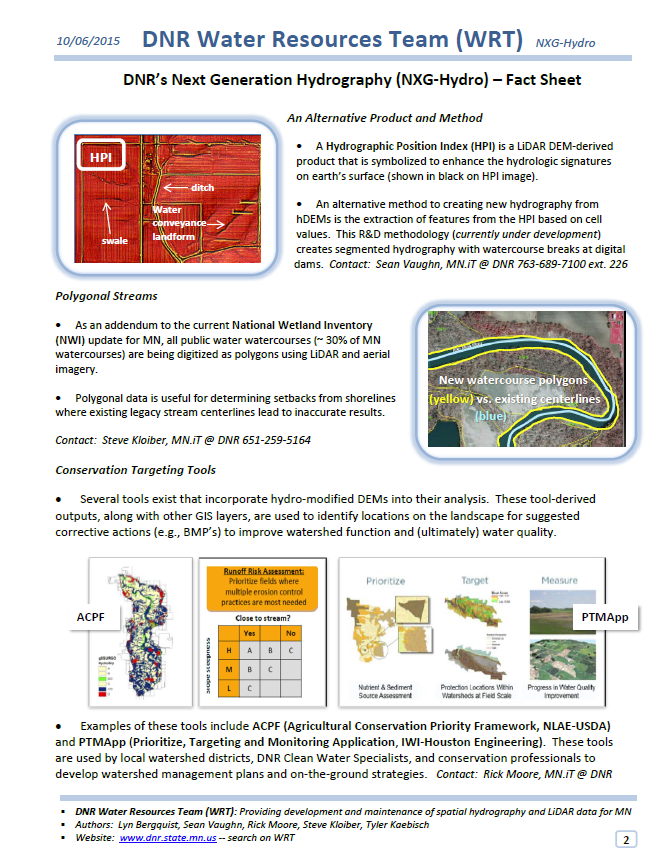 10/06/2015 DNR Water Resources Team (WRT) NXG-Hydro
DNR's Next Generation Hydrography (NXG-Hydro) – Fact Sheet
An Alternative Product and Method
HPI
ditch
Water
conveyance
landform
swale
• A Hydrographic Position Index (HPI) is a LiDAR DEM-derived
product that is symbolized to enhance the hydrologic signatures
on earth's surface (shown in black on HPI image).
• An alternative method to creating new hydrography from
hDEMs is the extraction of features from the HPI based on cell
values. This R&D methodology (currently under development)
creates segmented hydrography with watercourse breaks at digital
dams. Contact: Sean Vaughn, MN.iT @ DNR 763-689-7100 ext. 226
Polygonal Streams
• As an addendum to the current National Wetland Inventory
(NWI) update for MN, all public water watercourses (~ 30% of MN
watercourses) are being digitized as polygons using LiDAR and aerial
imagery.
• Polygonal data is useful for determining setbacks from shorelines
where existing legacy stream centerlines lead to inaccurate results.
Contact: Steve Kloiber, MN.iT @ DNR 651-259-5164
New watercourse polygons
(yellow) vs. existing centerlines
(blue)
Conservation Targeting Tools
• Several tools exist that incorporate hydro-modified DEMs into their analysis. These tool-derived
outputs, along with other GIS layers, are used to identify locations on the landscape for suggested
corrective actions (e.g., BMP's) to improve watershed function and (ultimately) water quality.
ACPF
Runoff Risk Assessment:
Prioritize fields where
multiple erosion control
practices are most needed
Close to stream?
Yes No
H A B C
M B C
L C
Slope steepness
Prioritize Target Measure
PTMApp
Nutrient & Sediment
Source Assessment
Protection Locations Within
Watersheds at Field Scale
Progress in Water Quality
Improvement
• Examples of these tools include ACPF (Agricultural Conservation Priority Framework, NLAE-USDA)
and PTMApp (Prioritize, Targeting and Monitoring Application, IWI-Houston Engineering). These tools
are used by local watershed districts, DNR Clean Water Specialists, and conservation professionals to
develop watershed management plans and on-the-ground strategies. Contact: Rick Moore, MN.iT @ DNR
▪ DNR Water Resources Team (WRT): Providing development and maintenance of spatial hydrography and LiDAR data for MN
▪ Authors: Lyn Bergquist, Sean Vaughn, Rick Moore, Steve Kloiber, Tyler Kaebisch
▪ Website: www.dnr.state.mn.us -- search on WRT
2